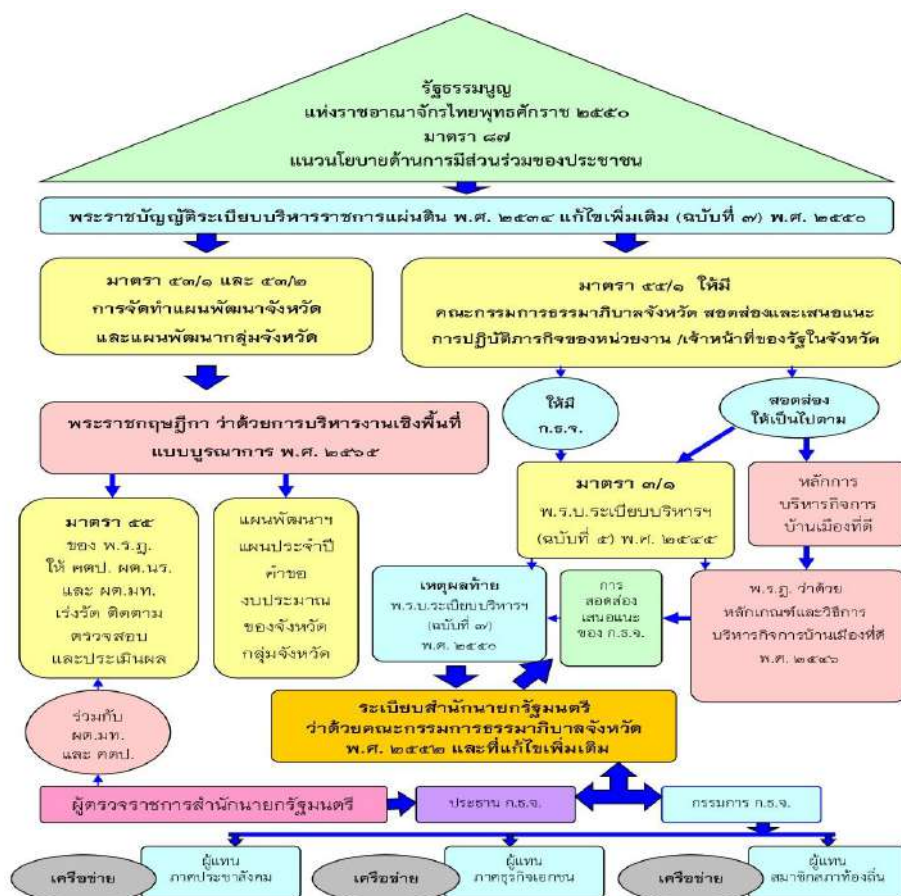 รัฐธรรมนูญ
แห่งราชอาณาจักรไทยพุทธศักราช ๒๕๕๐
มาตรา ๘๗
แนวนโยบายด้านการมีส่วนร่วมของประชาชน
พระราชบัญญัติระเบียบบริหารราชการแผ่นดิน พ.ศ. ๒๕๓๔ แก้ไขเพิ่มเติม (ฉบับที่ ๗) พ.ศ. ๒๕๕๐
มาตรา ๕๓/๑ และ ๕๓/๒
การจัดทำแผนพัฒนาจังหวัด
และแผนพัฒนากลุ่มจังหวัด
มาตรา ๕๕/๑ ให้มี
คณะกรรมการธรรมาภิบาลจังหวัด สอดส่องและเสนอแนะ
การปฏิบัติภารกิจของหน่วยงาน /เจ้าหน้าที่ของรัฐในจังหวัด
ให้มี
ก.ธ.จ.
สอดส่อง
ให้เป็นไปตาม
พระราชกฤษฎีกา ว่าด้วยการบริหารงานเชิงพื้นที่
แบบบูรณาการ พ.ศ. ๒๕๖๕
มาตรา ๓/๑
พ.ร.บ.ระเบียบบริหารฯ
(ฉบับที่ ๕) พ.ศ. ๒๕๔๕
หลักการ
บริหารกิจการ
บ้านเมืองที่ดี
มาตรา ๔๕
ของ พ.ร.ฎ.
ให้ คตป. ผต.นร.
และ ผต.มท.
เร่งรัด ติดตาม
ตรวจสอบ
และประเมินผล
แผนพัฒนาฯ
แผนประจำปี
คำขอ
งบประมาณ
ของจังหวัด
กลุ่มจังหวัด
เหตุผลท้าย
พ.ร.บ.ระเบียบบริหารฯ
(ฉบับที่ ๗)
พ.ศ. ๒๕๕๐
การ
สอดส่อง
เสนอแนะ
ของ ก.ธ.จ.
พ.ร.ฎ. ว่าด้วย
หลักเกณฑ์และวิธีการ
บริหารกิจการบ้านเมืองที่ดี
พ.ศ. ๒๕๔๖
ร่วมกับ
ผต.มท.
และ คตป.
ระเบียบสำนักนายกรัฐมนตรี
ว่าด้วยคณะกรรมการธรรมาภิบาลจังหวัด
พ.ศ. ๒๕๕๒ และที่แก้ไขเพิ่มเติม
ผู้ตรวจราชการสำนักนายกรัฐมนตรี
ประธาน ก.ธ.จ.
กรรมการ ก.ธ.จ.
เครือข่าย
ผู้แทน
ภาคประชาสังคม
เครือข่าย
ผู้แทน
ภาคธุรกิจเอกชน
เครือข่าย
ผู้แทน
สมาชิกสภาท้องถิ่น